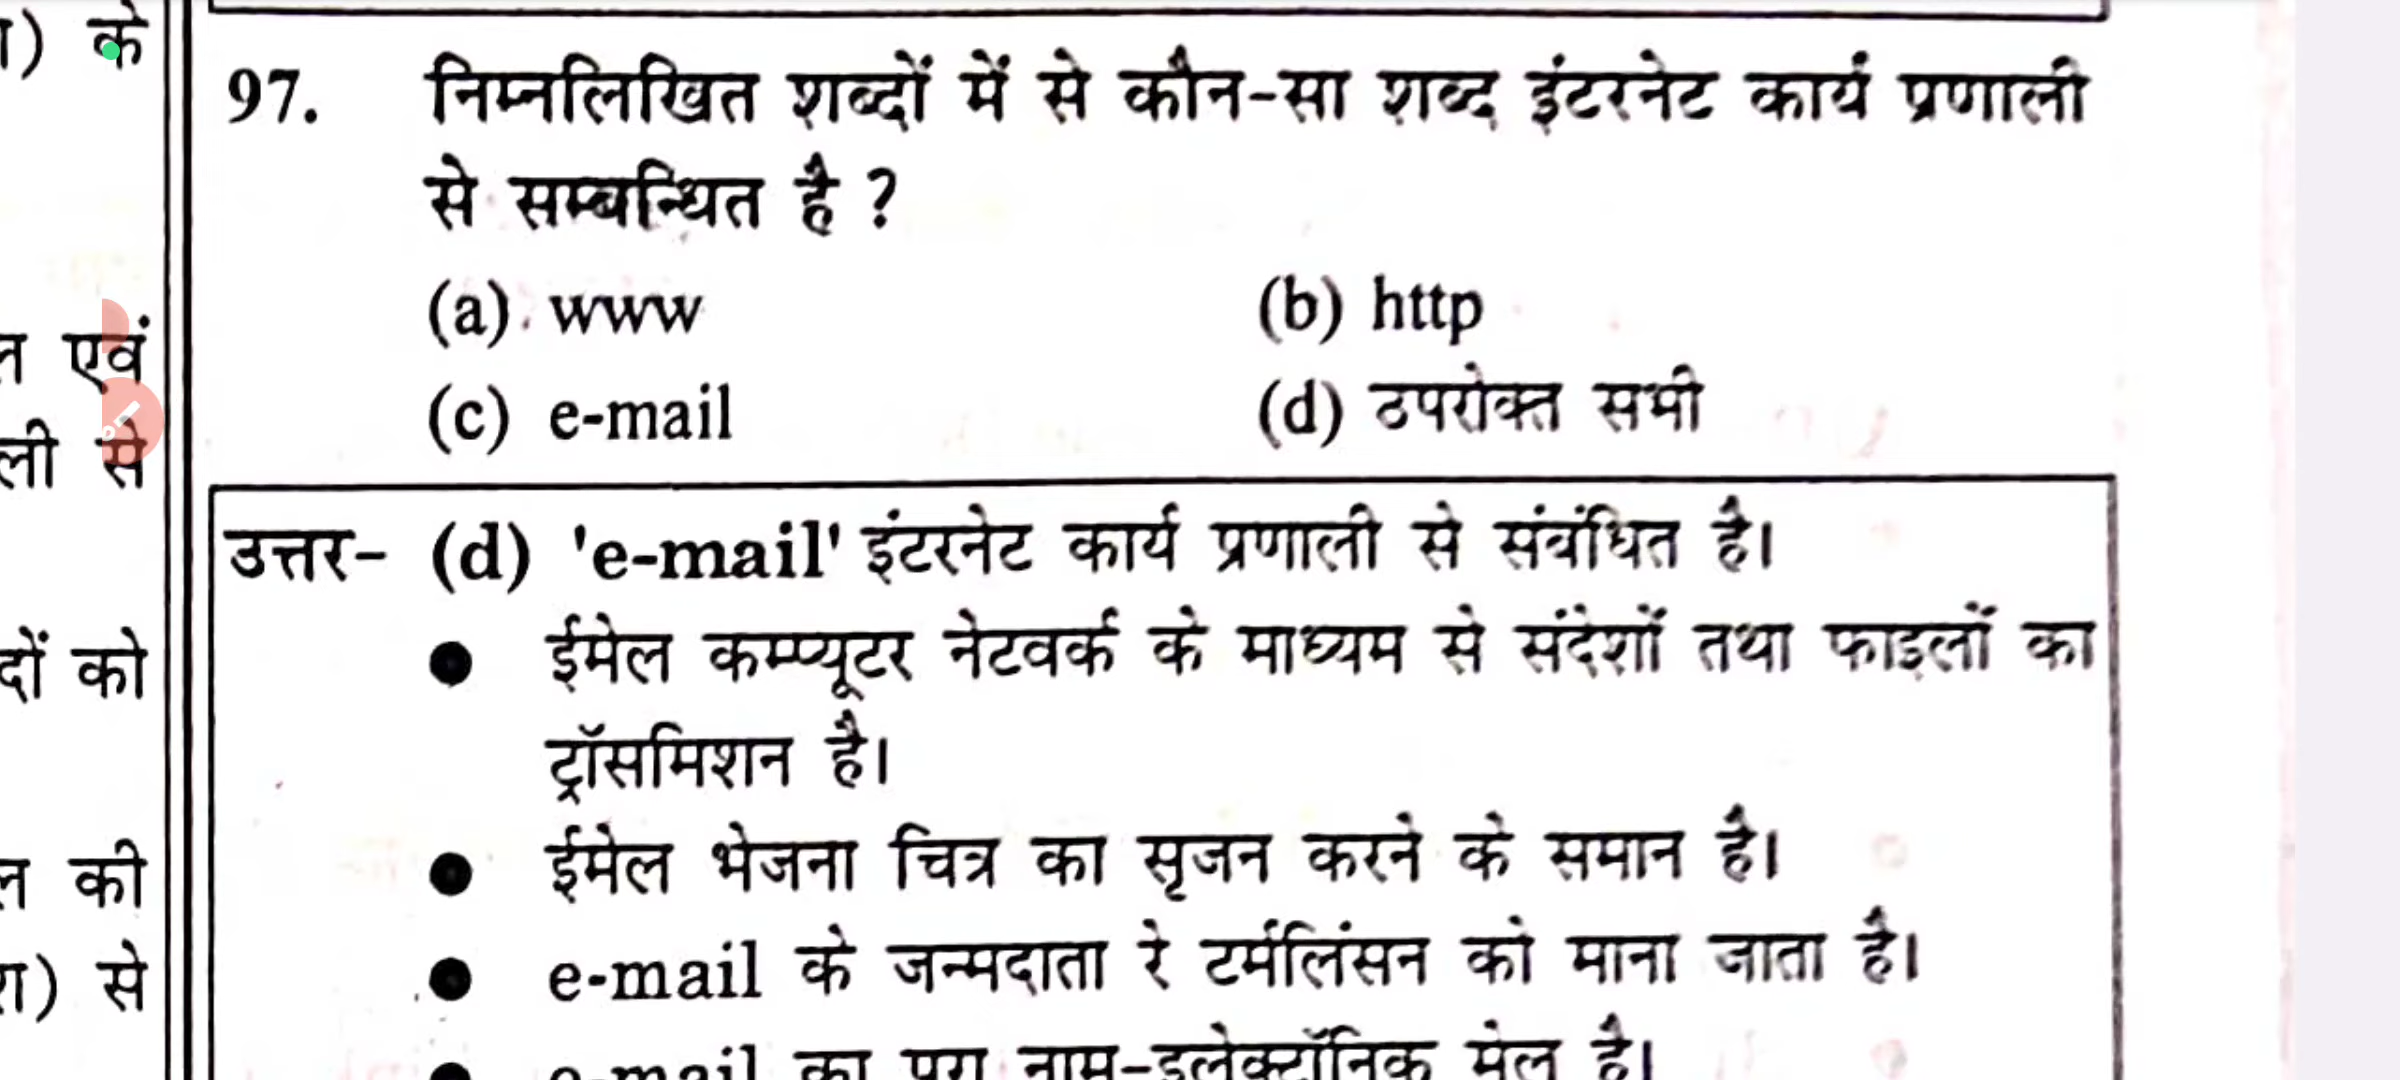 ा) के
97. निम्नलिखित शब्दों में से कौन-सा शब्द इंटरनेट कार्य प्रणाली
से सम्बन्धित है ?
(a) www (b) http
(c) e-mail (d) उपरोक्त सभी
एवं
ली से
उत्तर- (d) 'e-mail' इंटरनेट कार्य प्रणाली से संबंधित है।
● ईमेल कम्प्यूटर नेटवर्क के माध्यम से संदेशों तथा फाइलों का
दों को
ट्रॉसमिशन है।
● ईमेल भेजना चित्र का सृजन करने के समान है।
की
● e-mail के जन्मदाता रे टर्मलिंसन को माना जाता है।
से
● e-mail का पूरा नाम-इलेक्ट्रॉनिक मेल है।